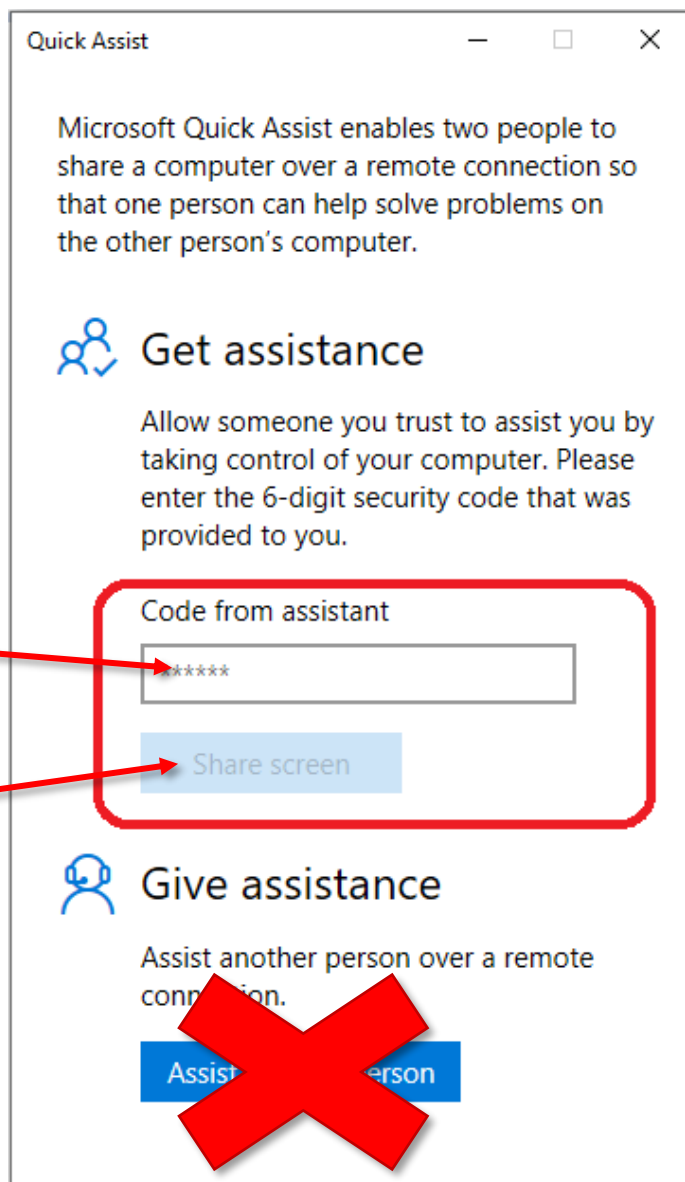 Quick Assist
Microsoft Quick Assist enables two people to
share a computer over a remote connection so
that one person can help solve problems on
the other person's computer.
Get assistance
Allow someone you trust to assist you by
taking control of your computer. Please
enter the 6-digit security code that was
provided to you.
Code from assistant
******
Share screen
Give assistance
Assist another person over a remote
Assist